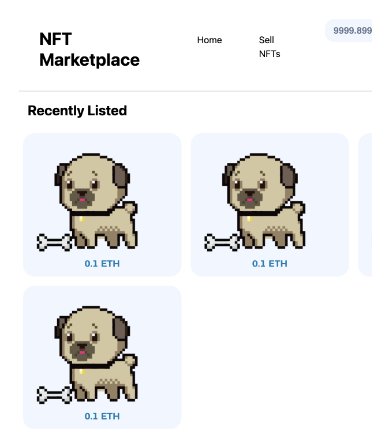 NFT
Marketplace
Home
Sell
NFTs
9999.899
Recently Listed
0.1 ETH
0.1 ETH
0.1 ETH